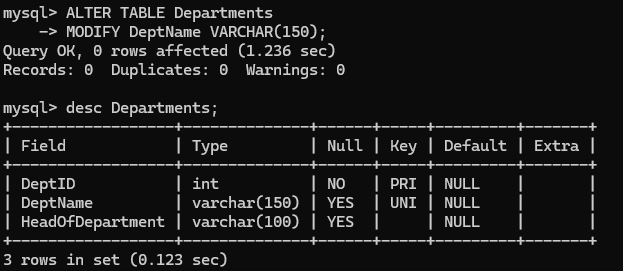 mysql> ALTER TABLE Departments
    -> MODIFY DeptName VARCHAR(150);
Query OK, 0 rows affected (1.236 sec)
Records: 0  Duplicates: 0  Warnings: 0

mysql> desc Departments;
+------------------+--------------+------+-----+---------+-------+
| Field            | Type         | Null | Key | Default | Extra |
+------------------+--------------+------+-----+---------+-------+
| DeptID           | int          | NO   | PRI | NULL    |       |
| DeptName         | varchar(150) | YES  | UNI | NULL    |       |
| HeadOfDepartment | varchar(100) | YES  |     | NULL    |       |
+------------------+--------------+------+-----+---------+-------+
3 rows in set (0.123 sec)